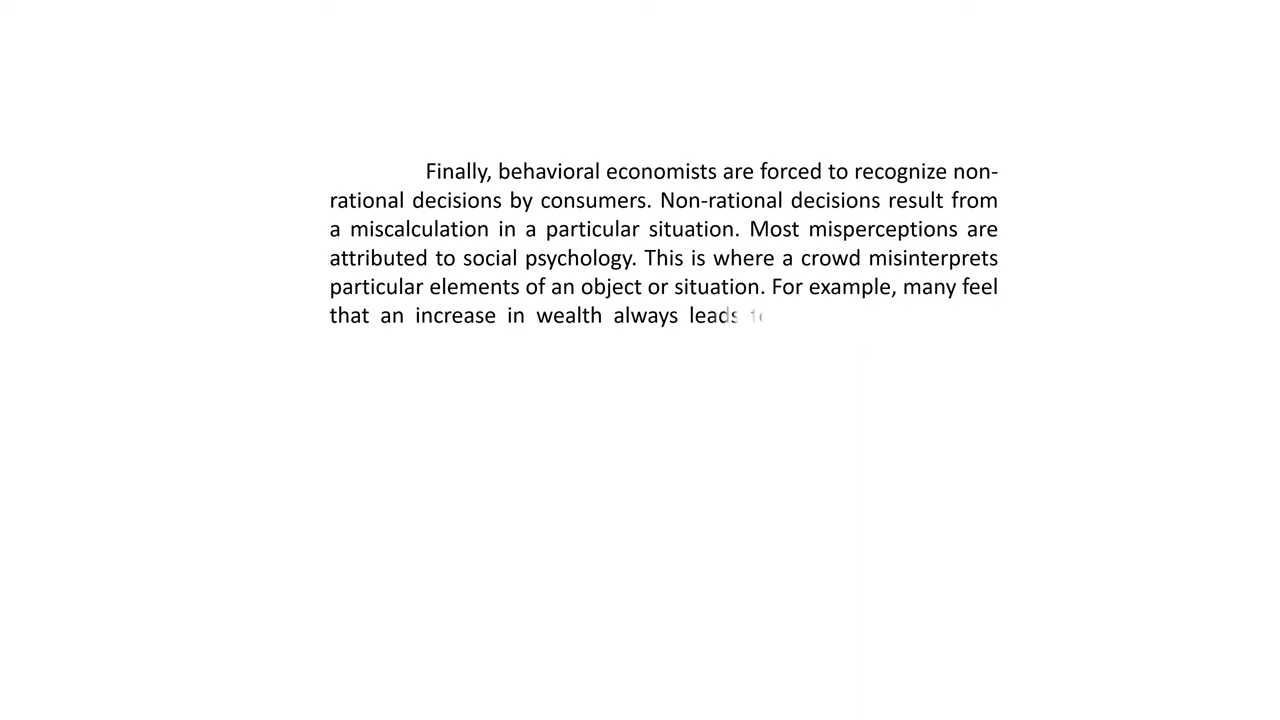 Finally, behavioral economists are forced to recognize non-
rational decisions by consumers. Non-rational decisions result from
a miscalculation in a particular situation. Most misperceptions are
attributed to social psychology. This is where a crowd misinterprets
particular elements of an object or situation. For example, many feel
that an increase in wealth always leads